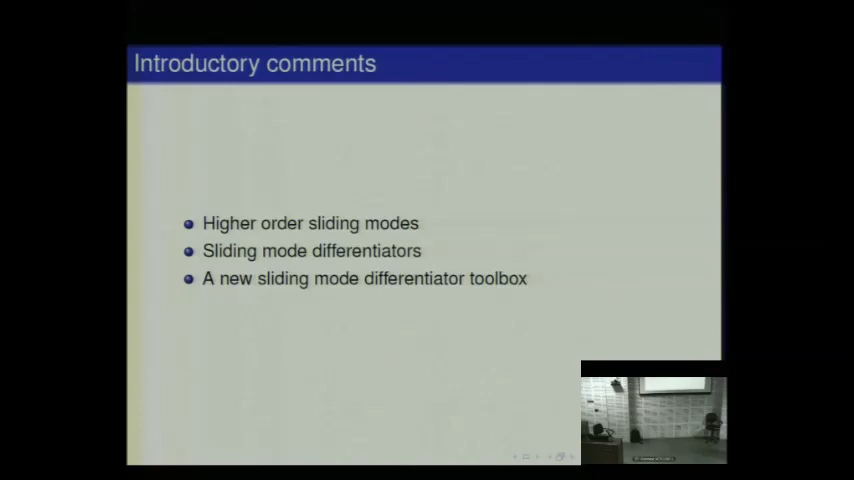 Introductory comments
Higher order sliding modes
Sliding mode differentiators
A new sliding mode differentiator toolbox